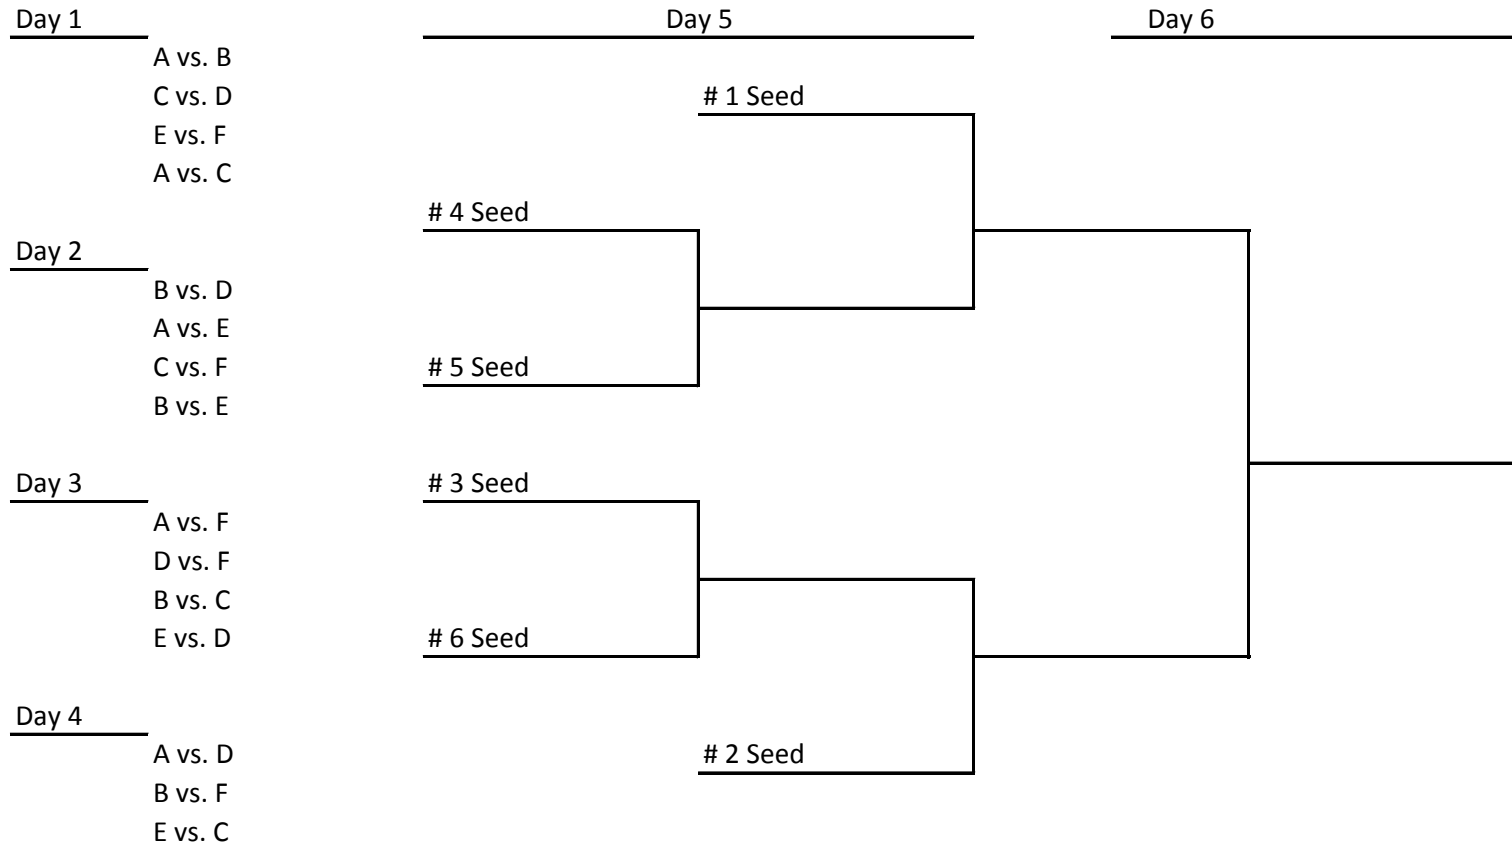 Day 1
A vs. B
C vs. D
E vs. F
A vs. C
Day 2
B vs. D
A vs. E
C vs. F
B vs. E
Day 3
A vs. F
D vs. F
B vs. C
E vs. D
Day 4
A vs. D
B vs. F
E vs. C
Day 5
# 1 Seed
# 4 Seed
# 5 Seed
# 3 Seed
# 6 Seed
# 2 Seed
Day 6